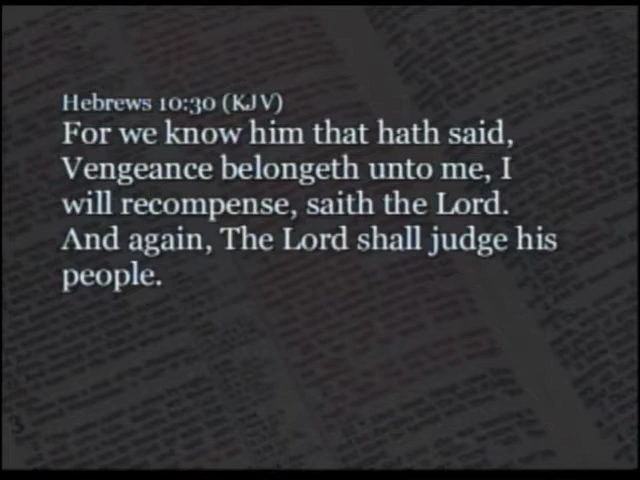 Hebrews 10:30 (KJV)
For we know him that hath said,
Vengeance belongeth unto me, I
will recompense, saith the Lord.
And again, The Lord shall judge his
people.